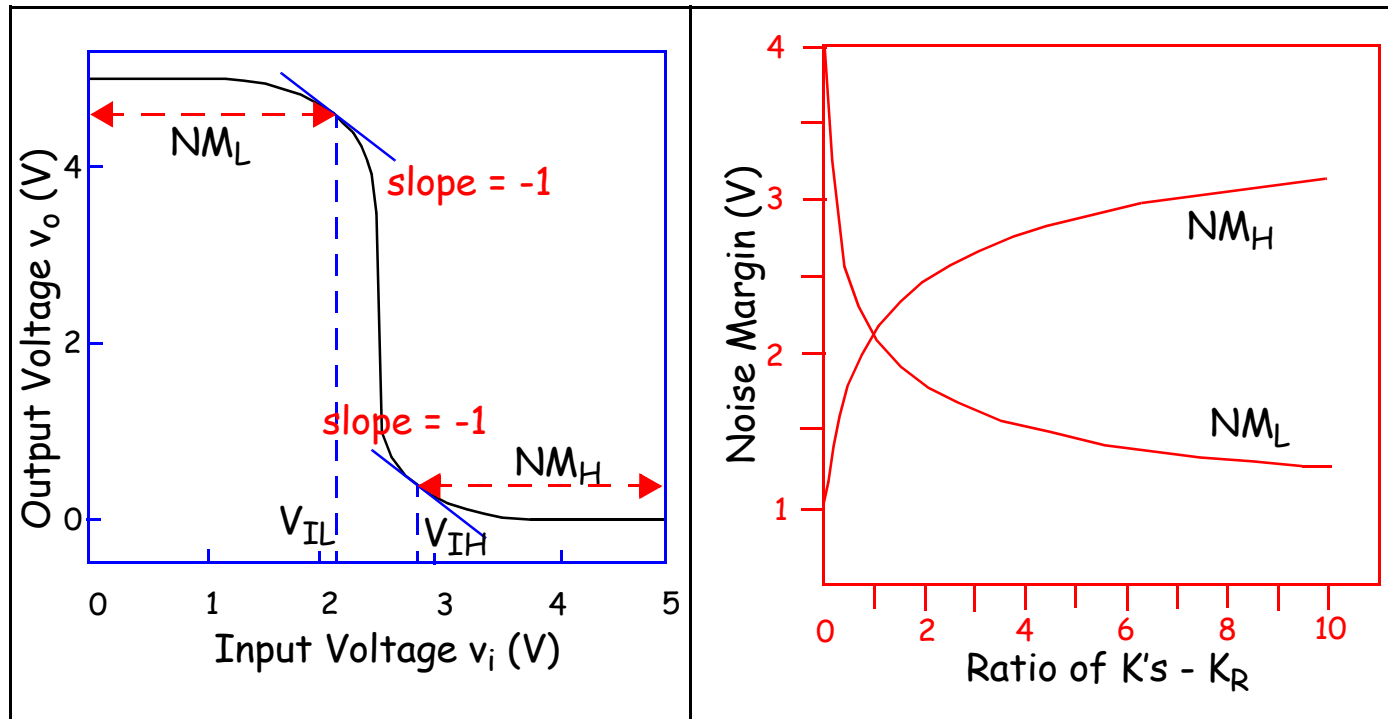 Output Voltage vₒ (V)
4
2
0
NM_L
slope = -1
slope = -1
NM_H
V_IL
V_IH
0 1 2 3 4 5
Input Voltage vᵢ (V)
Noise Margin (V)
4
3
2
1
NM_H
NM_L
0 2 4 6 8 10
Ratio of K's - K_R